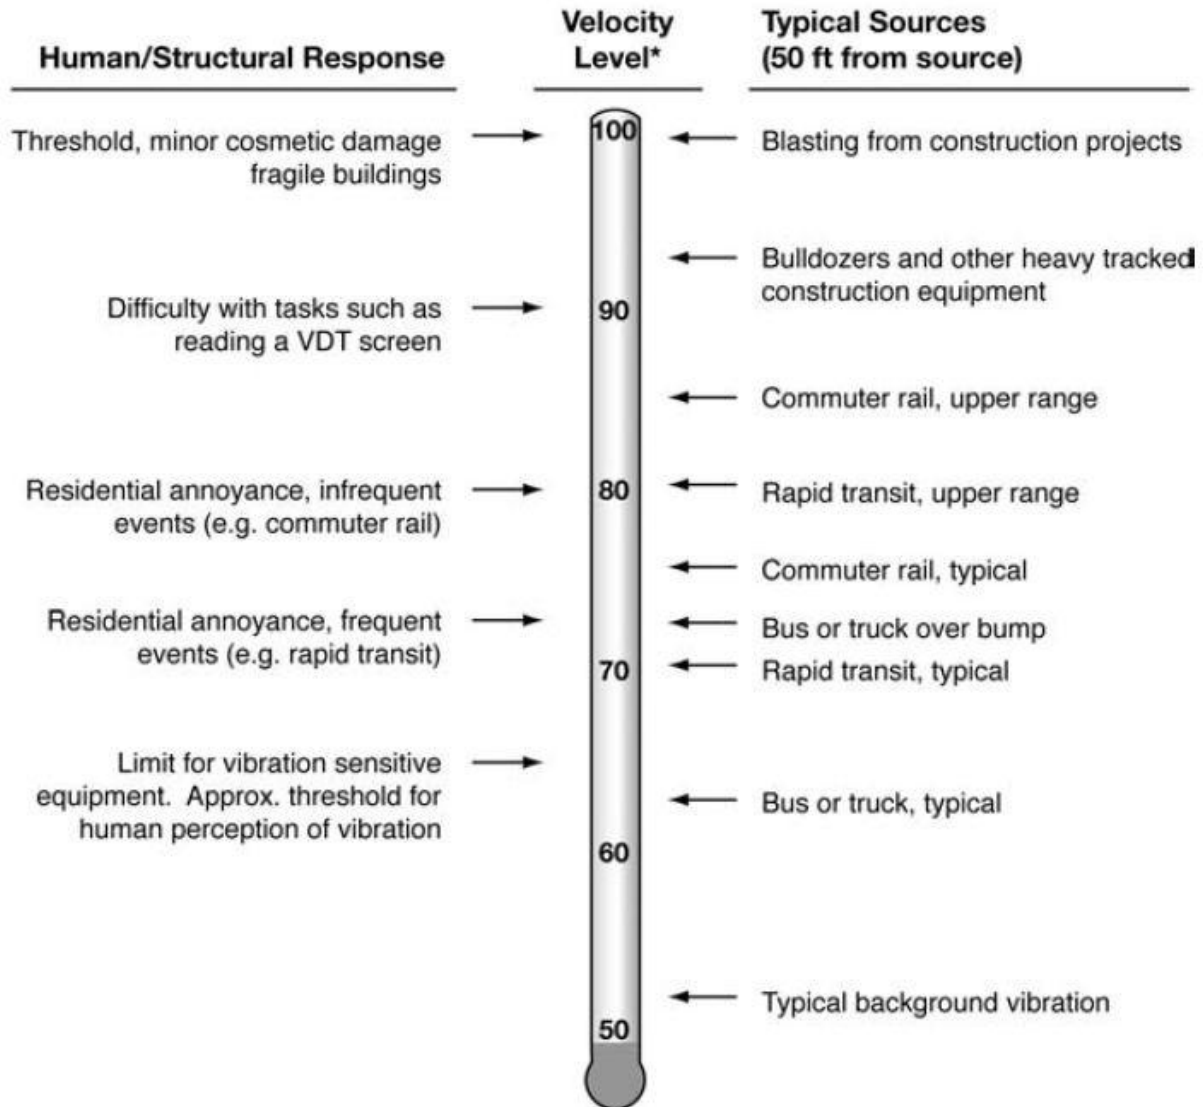 Human/Structural Response
Velocity
Level*
Typical Sources
(50 ft from source)
Threshold, minor cosmetic damage
fragile buildings
100
Blasting from construction projects
Bulldozers and other heavy tracked
construction equipment
Difficulty with tasks such as
reading a VDT screen
90
Commuter rail, upper range
Residential annoyance, infrequent
events (e.g. commuter rail)
80
Rapid transit, upper range
Commuter rail, typical
Residential annoyance, frequent
events (e.g. rapid transit)
Bus or truck over bump
70
Rapid transit, typical
Limit for vibration sensitive
equipment. Approx. threshold for
human perception of vibration
Bus or truck, typical
60
Typical background vibration
50